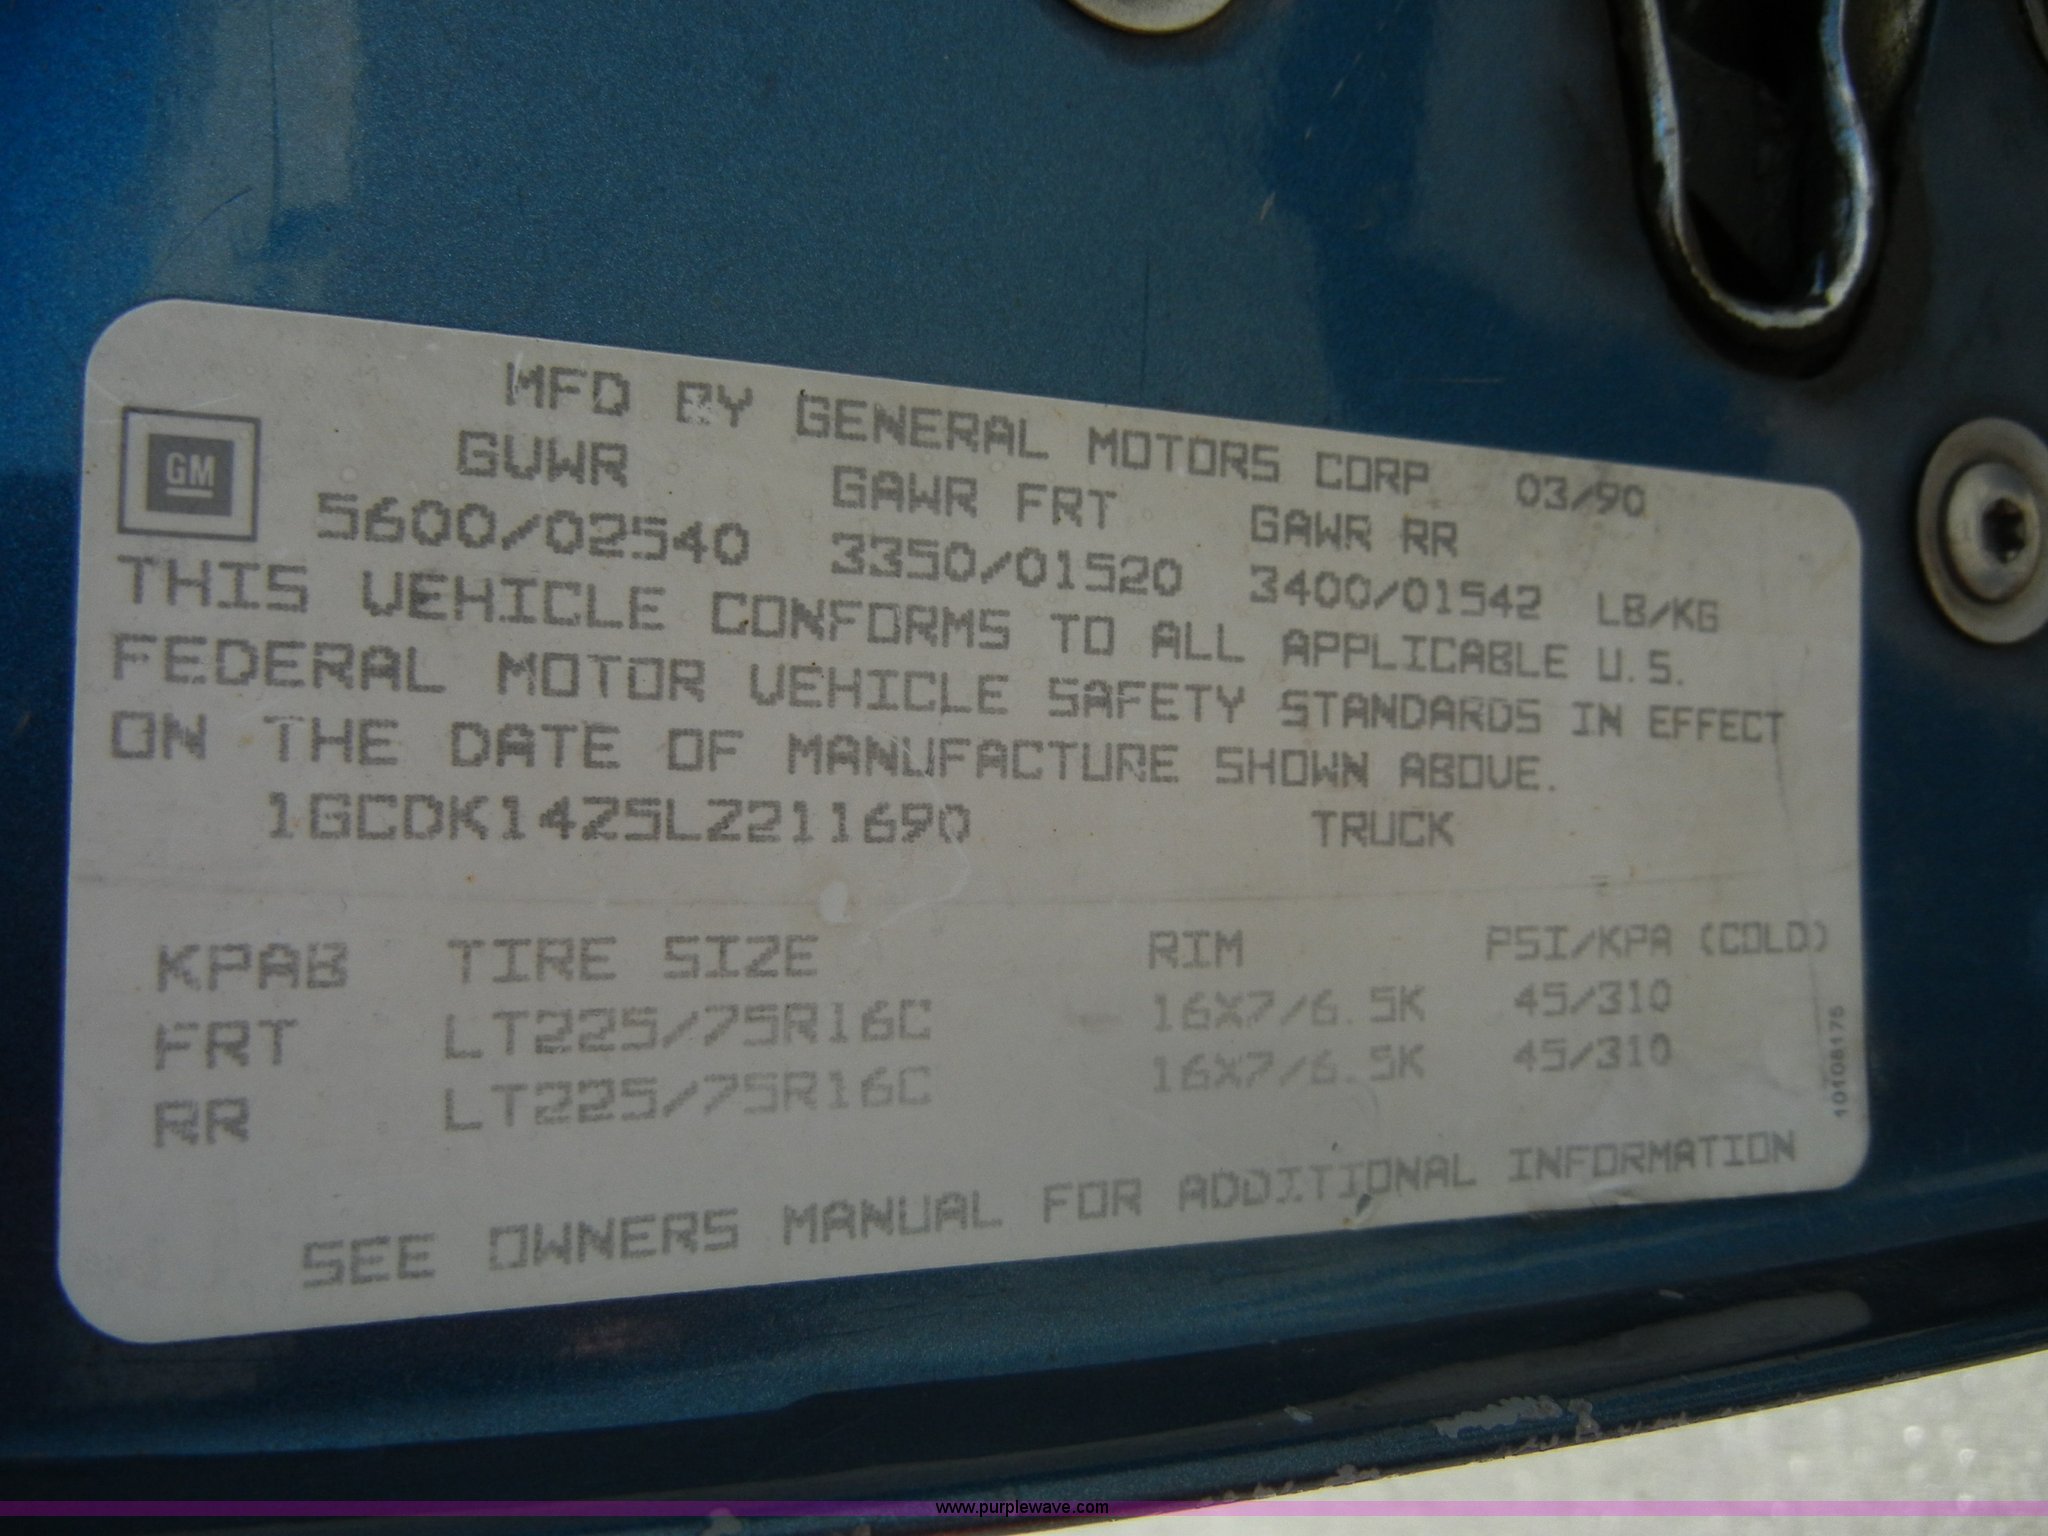 MFD BY GENERAL MOTORS CORP 03/90
GM
GVWR GAWR FRT GAWR RR
5600/02540 3350/01520 3400/01542 LB/KG
THIS VEHICLE CONFORMS TO ALL APPLICABLE U.S.
FEDERAL MOTOR VEHICLE SAFETY STANDARDS IN EFFECT
ON THE DATE OF MANUFACTURE SHOWN ABOVE.
1GCDK14Z5LZ211690 TRUCK
KPAB TIRE SIZE RIM PSI/KPA (COLD)
FRT LT225/75R16C 16X7/6.5K 45/310
RR LT225/75R16C 16X7/6.5K 45/310
10108175
SEE OWNERS MANUAL FOR ADDITIONAL INFORMATION
www.purplewave.com